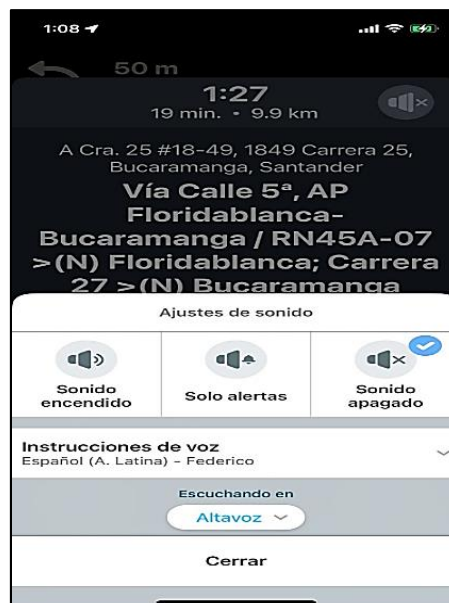 1:08
50 m
1:27
19 min. • 9.9 km
A Cra. 25 #18-49, 1849 Carrera 25,
Bucaramanga, Santander
Vía Calle 5ª, AP
Floridablanca-
Bucaramanga / RN45A-07
>(N) Floridablanca; Carrera
27 >(N) Bucaramanga
Ajustes de sonido
Sonido
encendido
Solo alertas
Sonido
apagado
Instrucciones de voz
Español (A. Latina) - Federico
Escuchando en
Altavoz
Cerrar